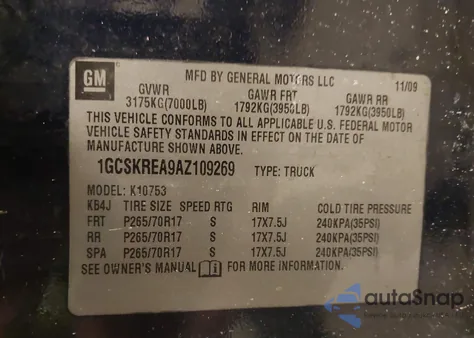 GM
MFD BY GENERAL MOTORS LLC 11/09
GVWR GAWR FRT GAWR RR
3175KG(7000LB) 1792KG(3950LB) 1792KG(3950LB)
THIS VEHICLE CONFORMS TO ALL APPLICABLE U.S. FEDERAL MOTOR
VEHICLE SAFETY STANDARDS IN EFFECT ON THE DATE OF
MANUFACTURE SHOWN ABOVE.
1GCSKREA9AZ109269 TYPE: TRUCK
MODEL: K10753
KB4J TIRE SIZE SPEED RTG RIM COLD TIRE PRESSURE
FRT P265/70R17 S 17X7.5J 240KPA(35PSI)
RR P265/70R17 S 17X7.5J 240KPA(35PSI)
SPA P265/70R17 S 17X7.5J 240KPA(35PSI)
SEE OWNER'S MANUAL FOR MORE INFORMATION.
autoSnap